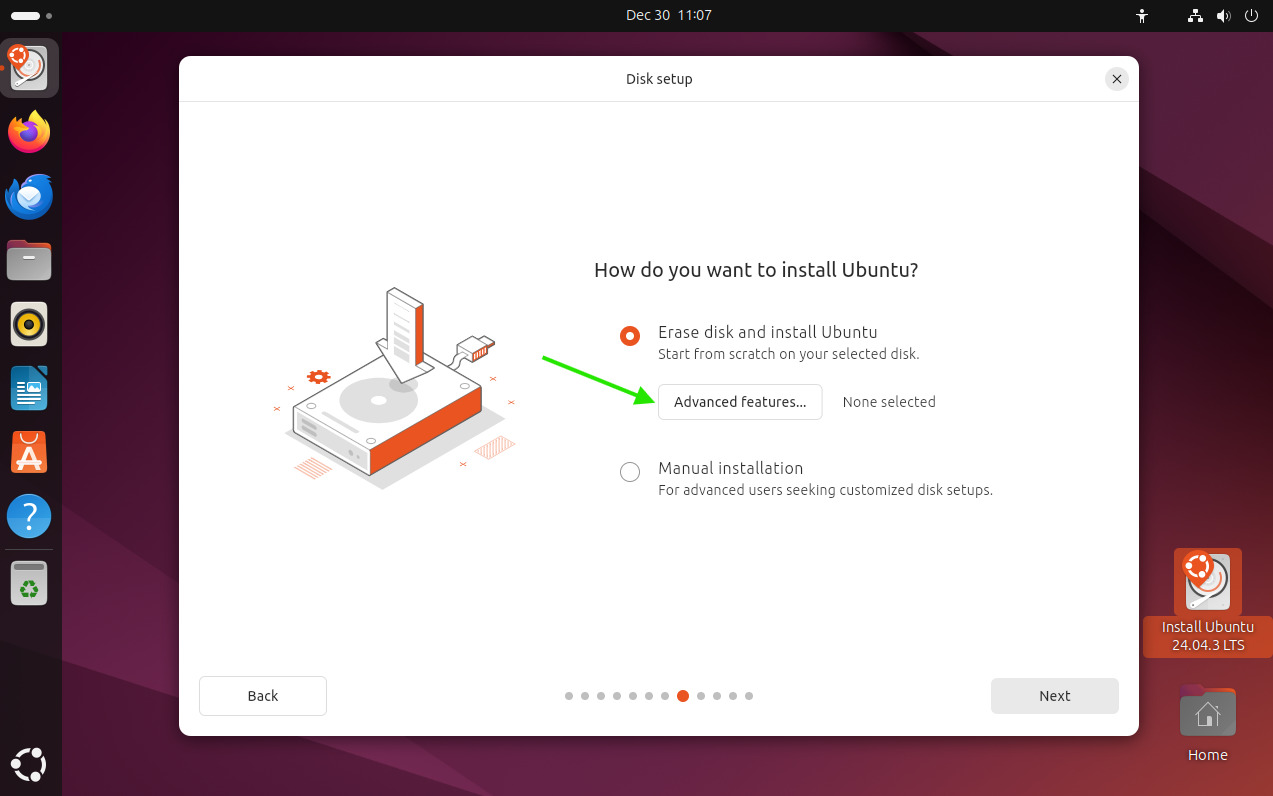 Dec 30 11:07
Disk setup
How do you want to install Ubuntu?
Erase disk and install Ubuntu
Start from scratch on your selected disk.
Advanced features...
None selected
Manual installation
For advanced users seeking customized disk setups.
Back
Next
Install Ubuntu
24.04.3 LTS
Home